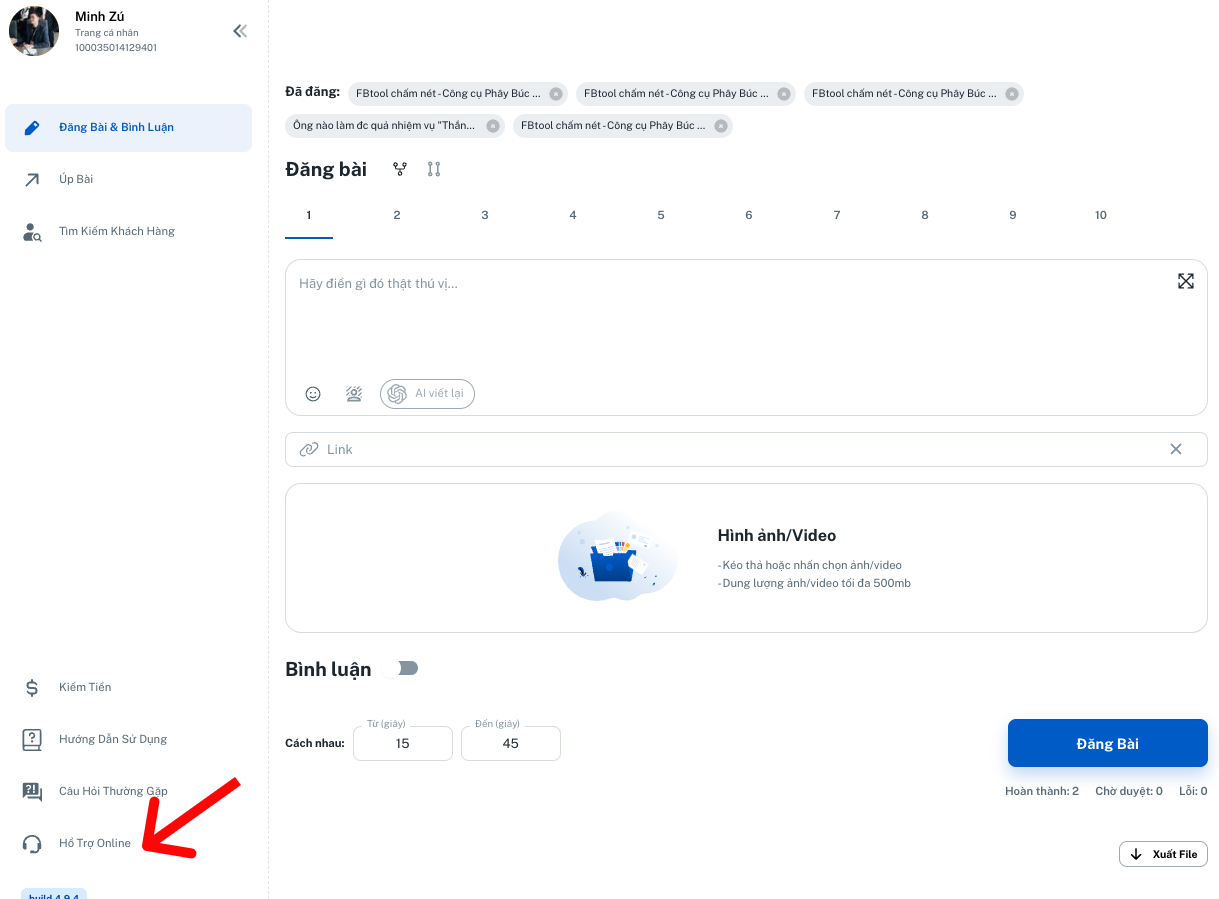 Minh Zú
Trang cá nhân
100035014129401
Đăng Bài & Bình Luận
Úp Bài
Tìm Kiếm Khách Hàng
Kiếm Tiền
Hướng Dẫn Sử Dụng
Câu Hỏi Thường Gặp
Hỗ Trợ Online
build 4.9.4
Đã đăng: FBtool chấm nét - Công cụ Phây Búc ... FBtool chấm nét - Công cụ Phây Búc ... FBtool chấm nét - Công cụ Phây Búc ...
Ông nào làm đc quả nhiệm vụ "Thắn... FBtool chấm nét - Công cụ Phây Búc ...
Đăng bài
1 2 3 4 5 6 7 8 9 10
Hãy điền gì đó thật thú vị...
AI viết lại
Link
Hình ảnh/Video
- Kéo thả hoặc nhấn chọn ảnh/video
- Dung lượng ảnh/video tối đa 500mb
Bình luận
Từ (giây) Đến (giây)
Cách nhau: 15 45
Đăng Bài
Hoàn thành: 2 Chờ duyệt: 0 Lỗi: 0
Xuất File